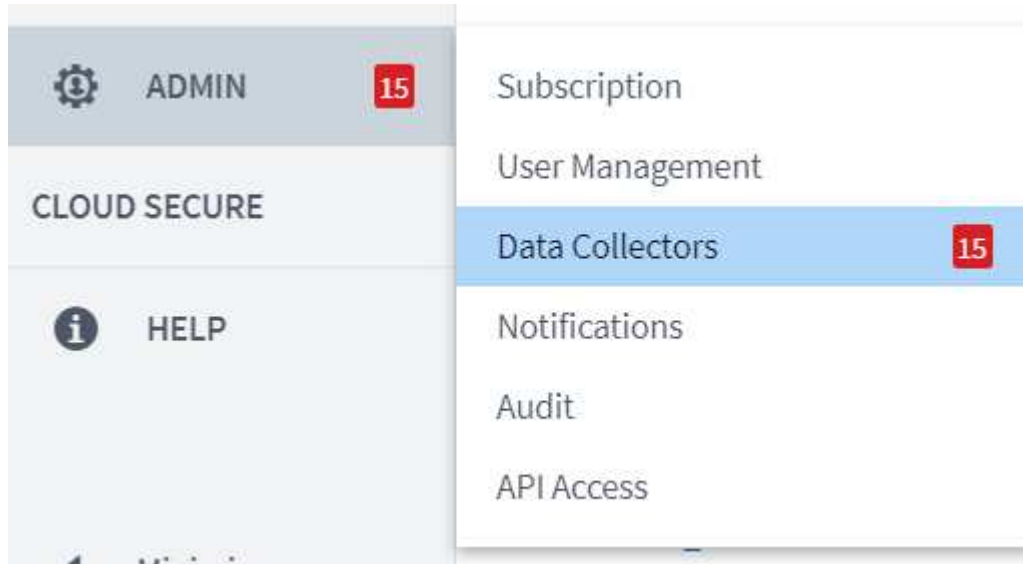 ADMIN 15
CLOUD SECURE
HELP
Subscription
User Management
Data Collectors 15
Notifications
Audit
API Access